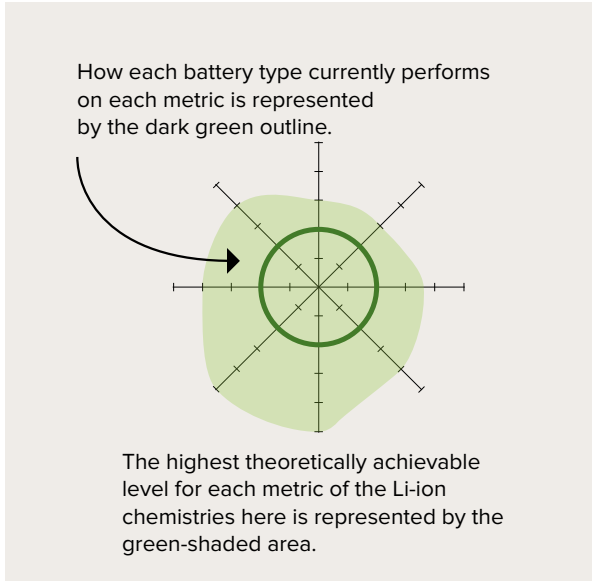 How each battery type currently performs
on each metric is represented
by the dark green outline.
The highest theoretically achievable
level for each metric of the Li-ion
chemistries here is represented by the
green-shaded area.